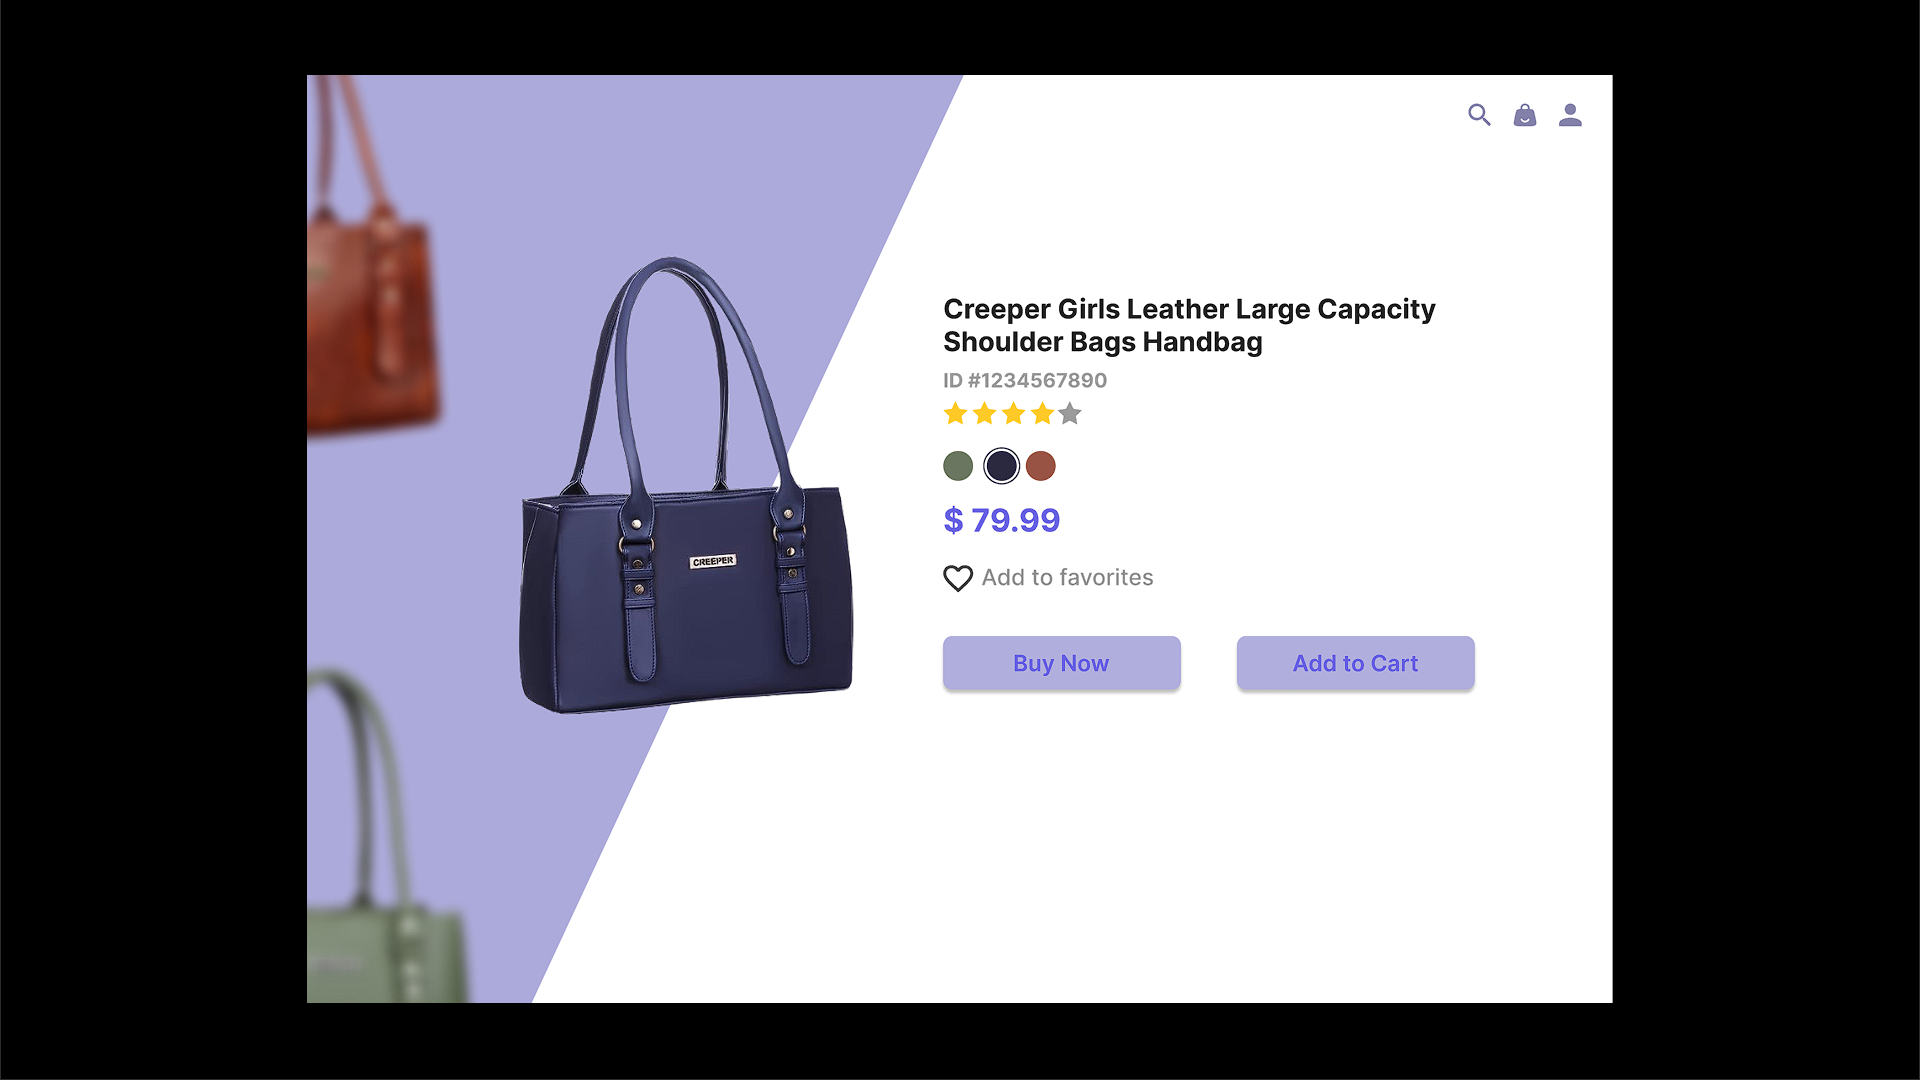 CREEPER
Creeper Girls Leather Large Capacity
Shoulder Bags Handbag
ID #1234567890
$ 79.99
Add to favorites
Buy Now
Add to Cart